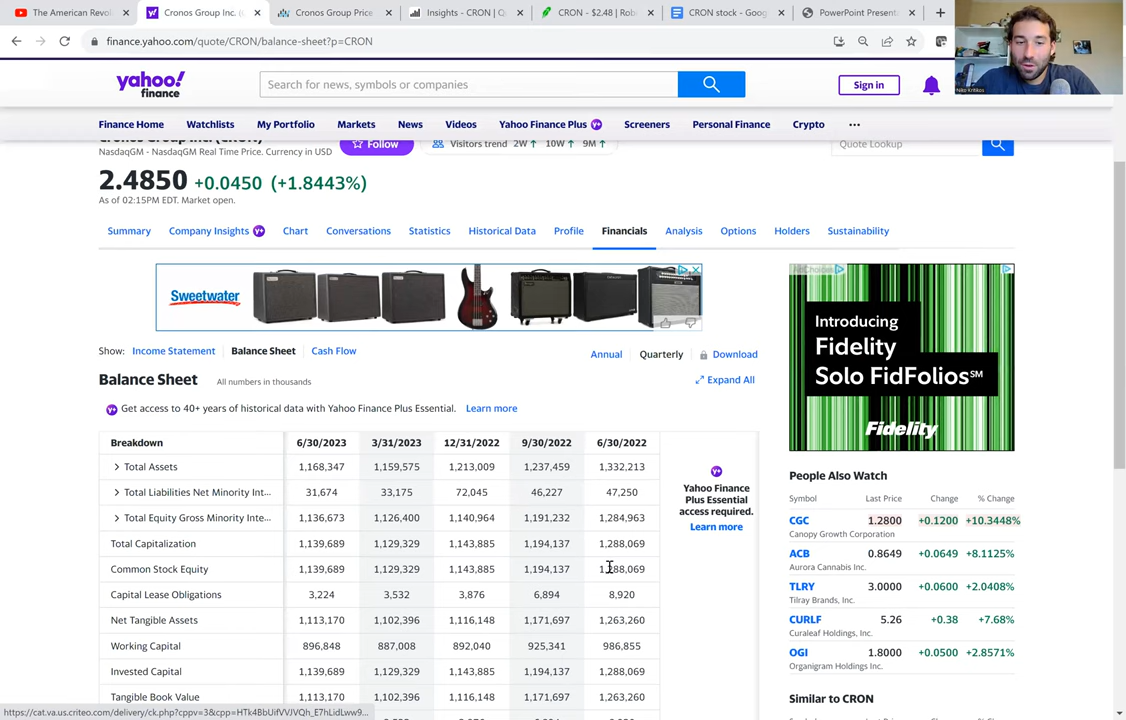 The American Revol
Cronos Group Inc. (
Cronos Group Price
Insights - CRON | Q
CRON - $2.48 | Rob
CRON stock - Goog
PowerPoint Present
finance.yahoo.com/quote/CRON/balance-sheet?p=CRON
Nito Kritikos
yahoo!
finance
Search for news, symbols or companies
Sign in
Finance Home Watchlists My Portfolio Markets News Videos Yahoo Finance Plus Screeners Personal Finance Crypto ...
Cronos Group Inc. (CRON)
NasdaqGM - NasdaqGM Real Time Price. Currency in USD
Follow
Visitors trend 2W↑ 10W↑ 9M↑
Quote Lookup
2.4850 +0.0450 (+1.8443%)
As of 02:15PM EDT. Market open.
Summary Company Insights Chart Conversations Statistics Historical Data Profile Financials Analysis Options Holders Sustainability
Sweetwater
Show: Income Statement Balance Sheet Cash Flow
Annual Quarterly Download
Balance Sheet All numbers in thousands
Expand All
Get access to 40+ years of historical data with Yahoo Finance Plus Essential. Learn more
Breakdown 6/30/2023 3/31/2023 12/31/2022 9/30/2022 6/30/2022
Total Assets 1,168,347 1,159,575 1,213,009 1,237,459 1,332,213
Total Liabilities Net Minority Int... 31,674 33,175 72,045 46,227 47,250
Total Equity Gross Minority Inte... 1,136,673 1,126,400 1,140,964 1,191,232 1,284,963
Total Capitalization 1,139,689 1,129,329 1,143,885 1,194,137 1,288,069
Common Stock Equity 1,139,689 1,129,329 1,143,885 1,194,137 1,288,069
Capital Lease Obligations 3,224 3,532 3,876 6,894 8,920
Net Tangible Assets 1,113,170 1,102,396 1,116,148 1,171,697 1,263,260
Working Capital 896,848 887,008 892,040 925,341 986,855
Invested Capital 1,139,689 1,129,329 1,143,885 1,194,137 1,288,069
Tangible Book Value 1,113,170 1,102,396 1,116,148 1,171,697 1,263,260
Yahoo Finance
Plus Essential
access required.
Learn more
AdChoices
Introducing
Fidelity
Solo FidFolios℠
Fidelity
People Also Watch
Symbol Last Price Change % Change
CGC 1.2800 +0.1200 +10.3448%
Canopy Growth Corporation
ACB 0.8649 +0.0649 +8.1125%
Aurora Cannabis Inc.
TLRY 3.0000 +0.0600 +2.0408%
Tilray Brands, Inc.
CURLF 5.26 +0.38 +7.68%
Curaleaf Holdings, Inc.
OGI 1.8000 +0.0500 +2.8571%
Organigram Holdings Inc.
Similar to CRON